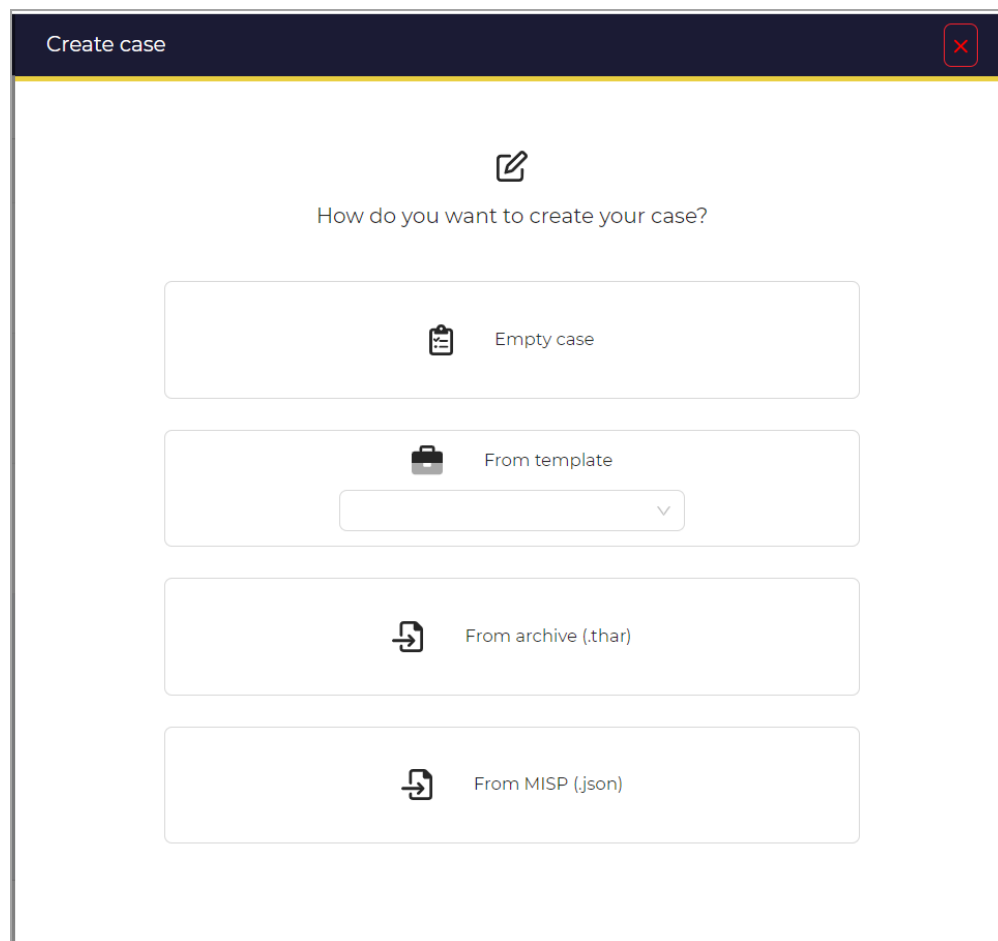 Create case
How do you want to create your case?
Empty case
From template
From archive (.thar)
From MISP (.json)